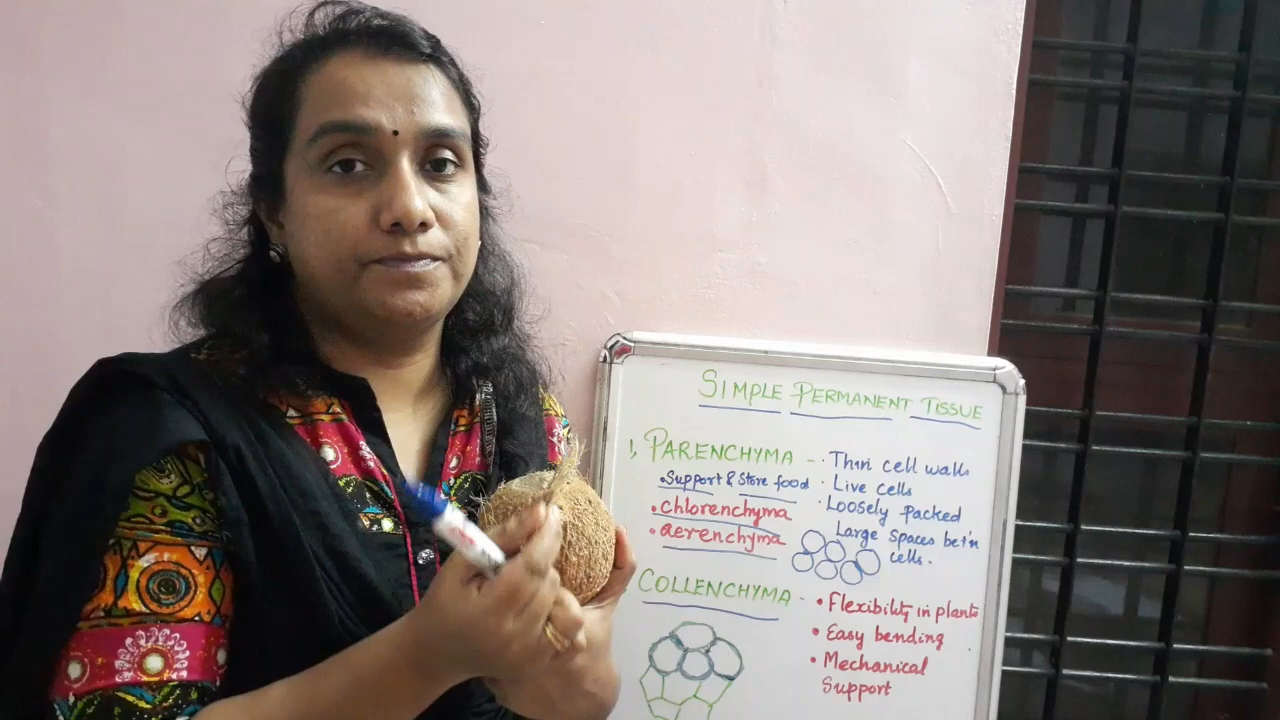 SIMPLE PERMANENT TISSUE
1, PARENCHYMA - · Thin cell walls
• Support & Store food · Live cells
• chlorenchyma · Loosely packed
• aerenchyma Large spaces bet'n
cells.
COLLENCHYMA - • Flexibility in plants
• Easy bending
• Mechanical
Support